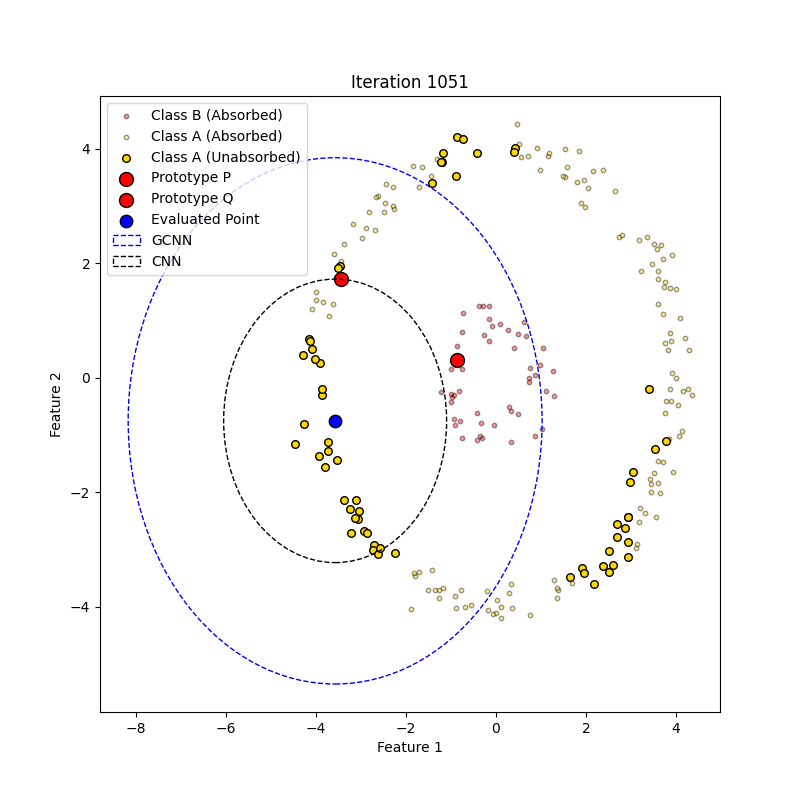 Iteration 1051
Class B (Absorbed)
Class A (Absorbed)
Class A (Unabsorbed)
Prototype P
Prototype Q
Evaluated Point
GCNN
CNN
4
2
0
−2
−4
Feature 2
−8
−6
−4
−2
0
2
4
Feature 1